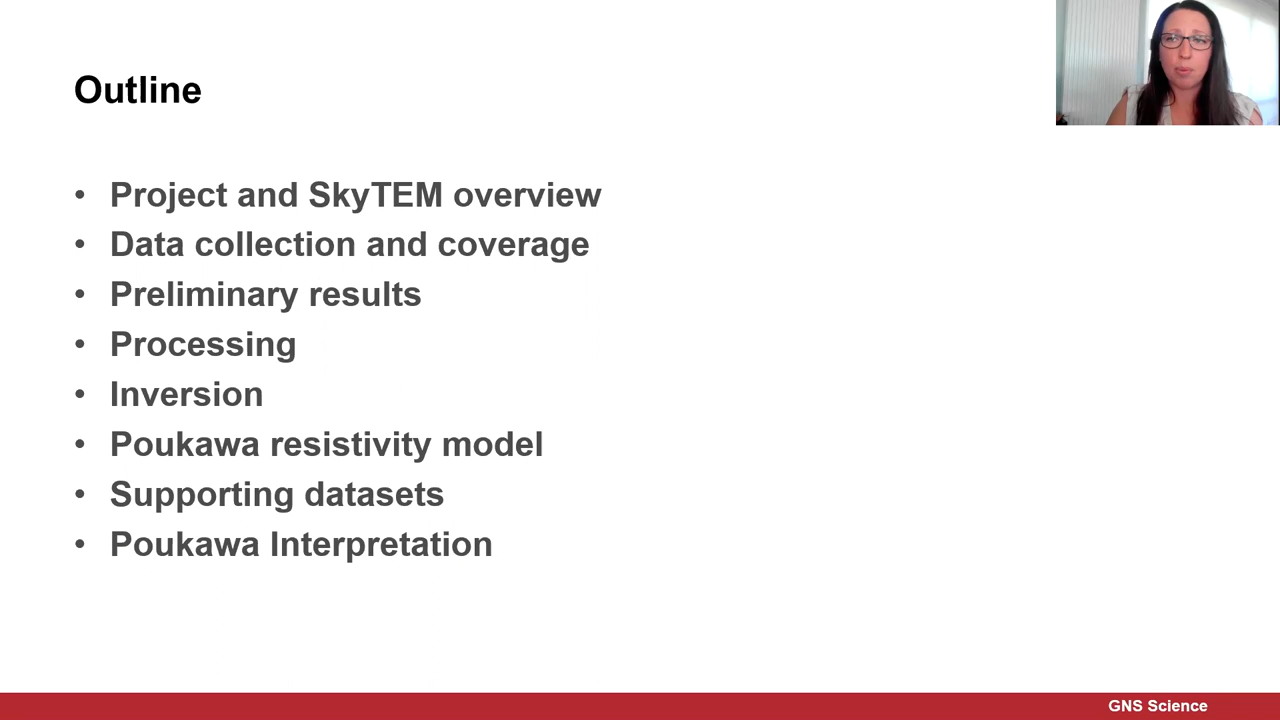 Outline
• Project and SkyTEM overview
• Data collection and coverage
• Preliminary results
• Processing
• Inversion
• Poukawa resistivity model
• Supporting datasets
• Poukawa Interpretation
GNS Science